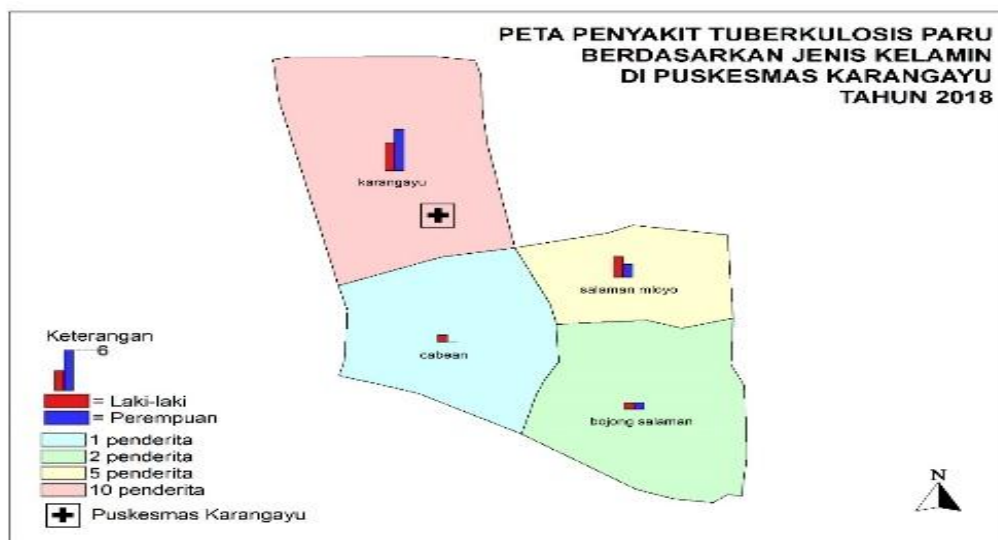 PETA PENYAKIT TUBERKULOSIS PARU
BERDASARKAN JENIS KELAMIN
DI PUSKESMAS KARANGAYU
TAHUN 2018
karangayu
salaman mloyo
cabean
bojong salaman
Keterangan
6
= Laki-laki
= Perempuan
1 penderita
2 penderita
5 penderita
10 penderita
Puskesmas Karangayu
N